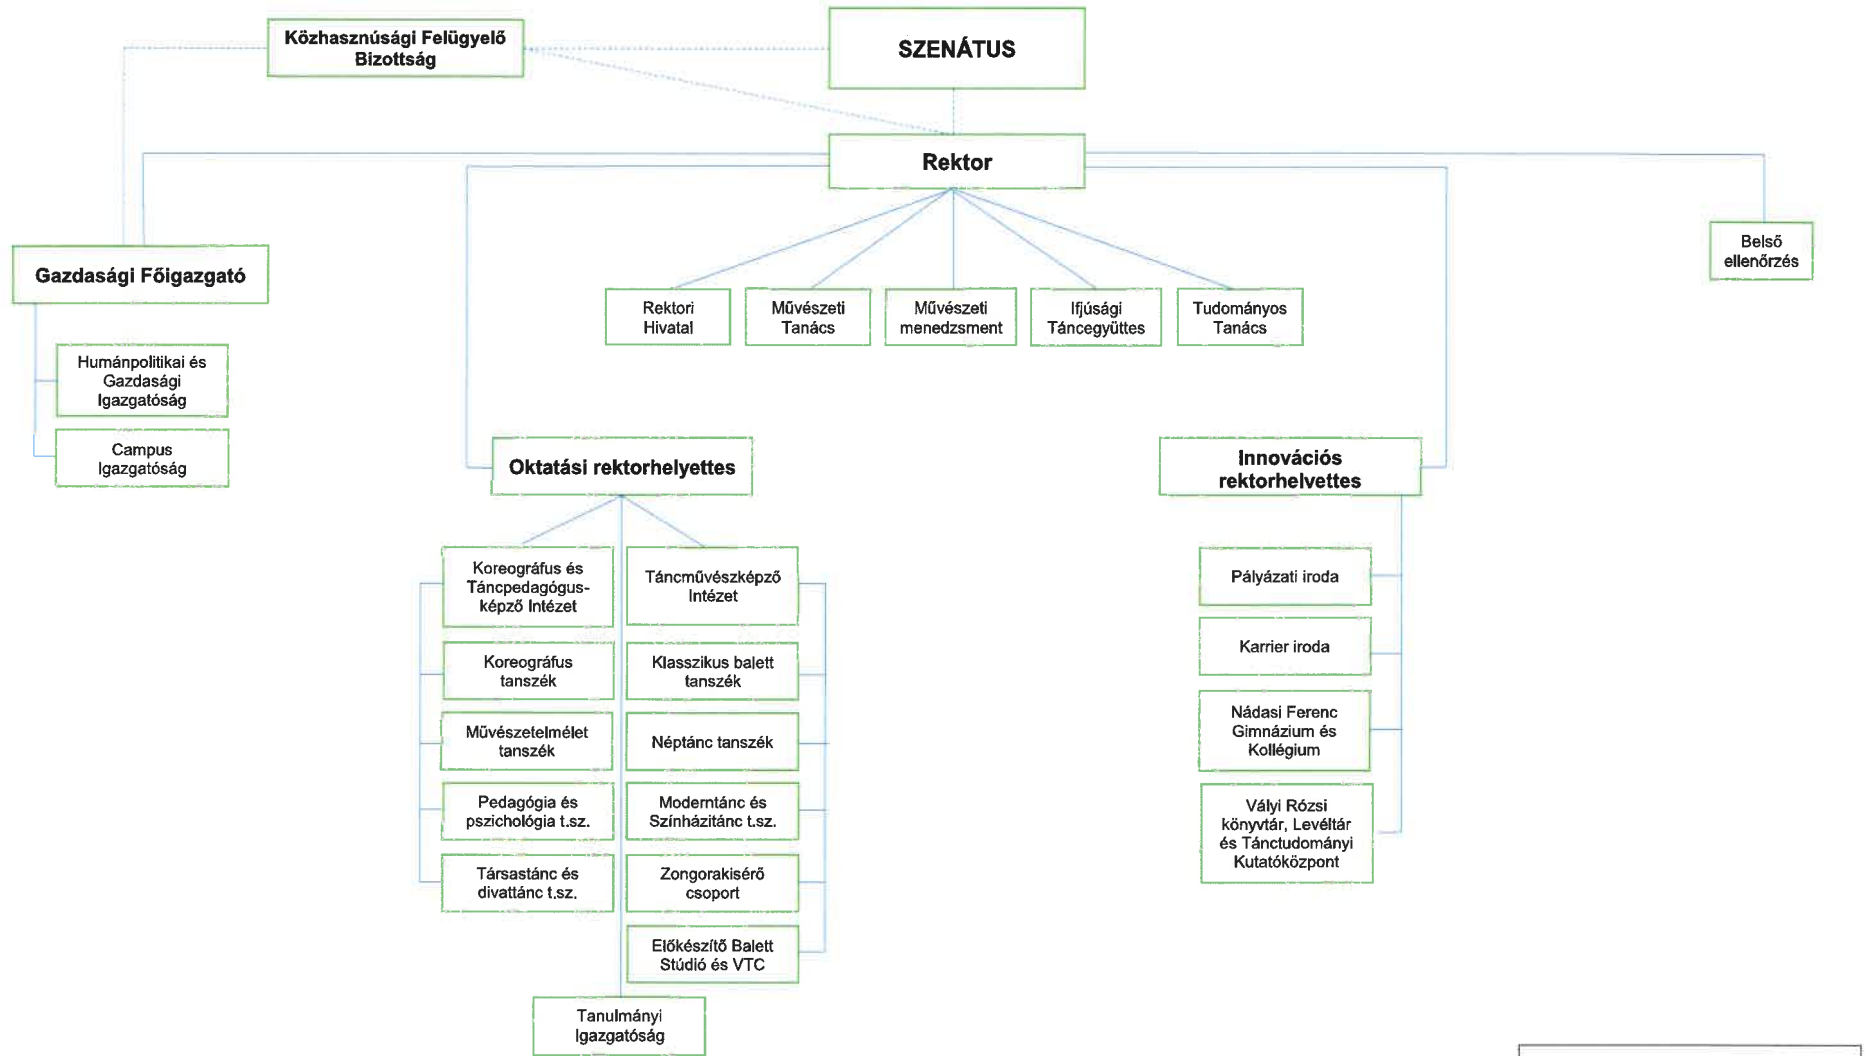 Közhasznúsági Felügyelő
Bizottság
SZENÁTUS
Rektor
Gazdasági Főigazgató
Belső
ellenőrzés
Rektori
Hivatal
Művészeti
Tanács
Művészeti
menedzsment
Ifjúsági
Táncegyüttes
Tudományos
Tanács
Humánpolitikai és
Gazdasági
Igazgatóság
Campus
Igazgatóság
Oktatási rektorhelyettes
Innovációs
rektorhelvettes
Koreográfus és
Táncpedagógus-
képző Intézet
Koreográfus
tanszék
Művészetelmélet
tanszék
Pedagógia és
pszichológia t.sz.
Társastánc és
divattánc t.sz.
Táncművészképző
Intézet
Klasszikus balett
tanszék
Néptánc tanszék
Moderntánc és
Színházitánc t.sz.
Zongorakisérő
csoport
Előkészítő Balett
Stúdió és VTC
Tanulmányi
Igazgatóság
Pályázati iroda
Karrier iroda
Nádasi Ferenc
Gimnázium és
Kollégium
Vályi Rózsi
könyvtár, Levéltár
és Tánctudományi
Kutatóközpont